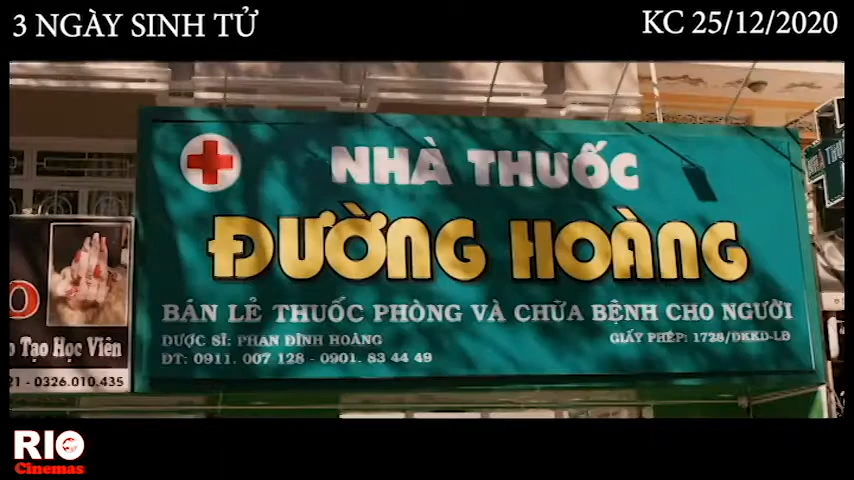 3 NGÀY SINH TỬ
KC 25/12/2020
NHÀ THUỐC
ĐƯỜNG HOÀNG
BÁN LẺ THUỐC PHÒNG VÀ CHỮA BỆNH CHO NGƯỜI
DƯỢC SĨ: PHAN ĐÌNH HOÀNG
GIẤY PHÉP: 1728/ĐKKD-LĐ
ĐT: 0911. 007 128 - 0901. 83 44 49
Tạo Học Viên
21 - 0326.010.435
RIO
Cinemas